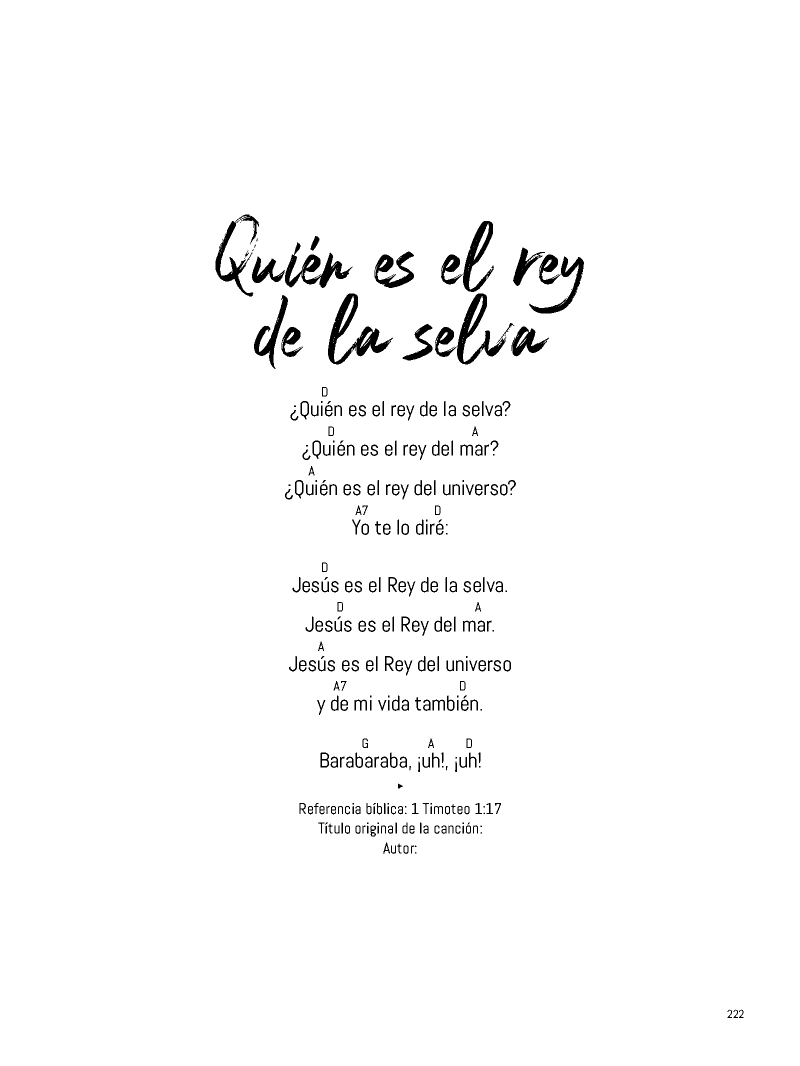 Quién es el rey
de la selva
D
¿Quién es el rey de la selva?
D A
¿Quién es el rey del mar?
A
¿Quién es el rey del universo?
A7 D
Yo te lo diré:
D
Jesús es el Rey de la selva.
D A
Jesús es el Rey del mar.
A
Jesús es el Rey del universo
A7 D
y de mi vida también.
G A D
Barabaraba, ¡uh!, ¡uh!
Referencia bíblica: 1 Timoteo 1:17
Título original de la canción:
Autor:
222